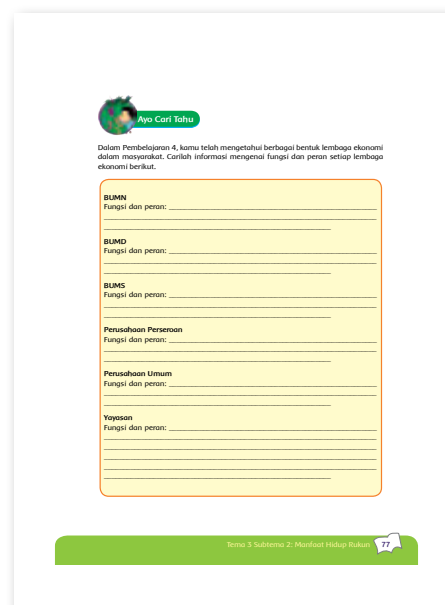 Ayo Cari Tahu
Dalam Pembelajaran 4, kamu telah mengetahui berbagai bentuk lembaga ekonomi
dalam masyarakat. Carilah informasi mengenai fungsi dan peran setiap lembaga
ekonomi berikut.
BUMN
Fungsi dan peran:
BUMD
Fungsi dan peran:
BUMS
Fungsi dan peran:
Perusahaan Perseroan
Fungsi dan peran:
Perusahaan Umum
Fungsi dan peran:
Yayasan
Fungsi dan peran:
Tema 3 Subtema 2: Manfaat Hidup Rukun 77